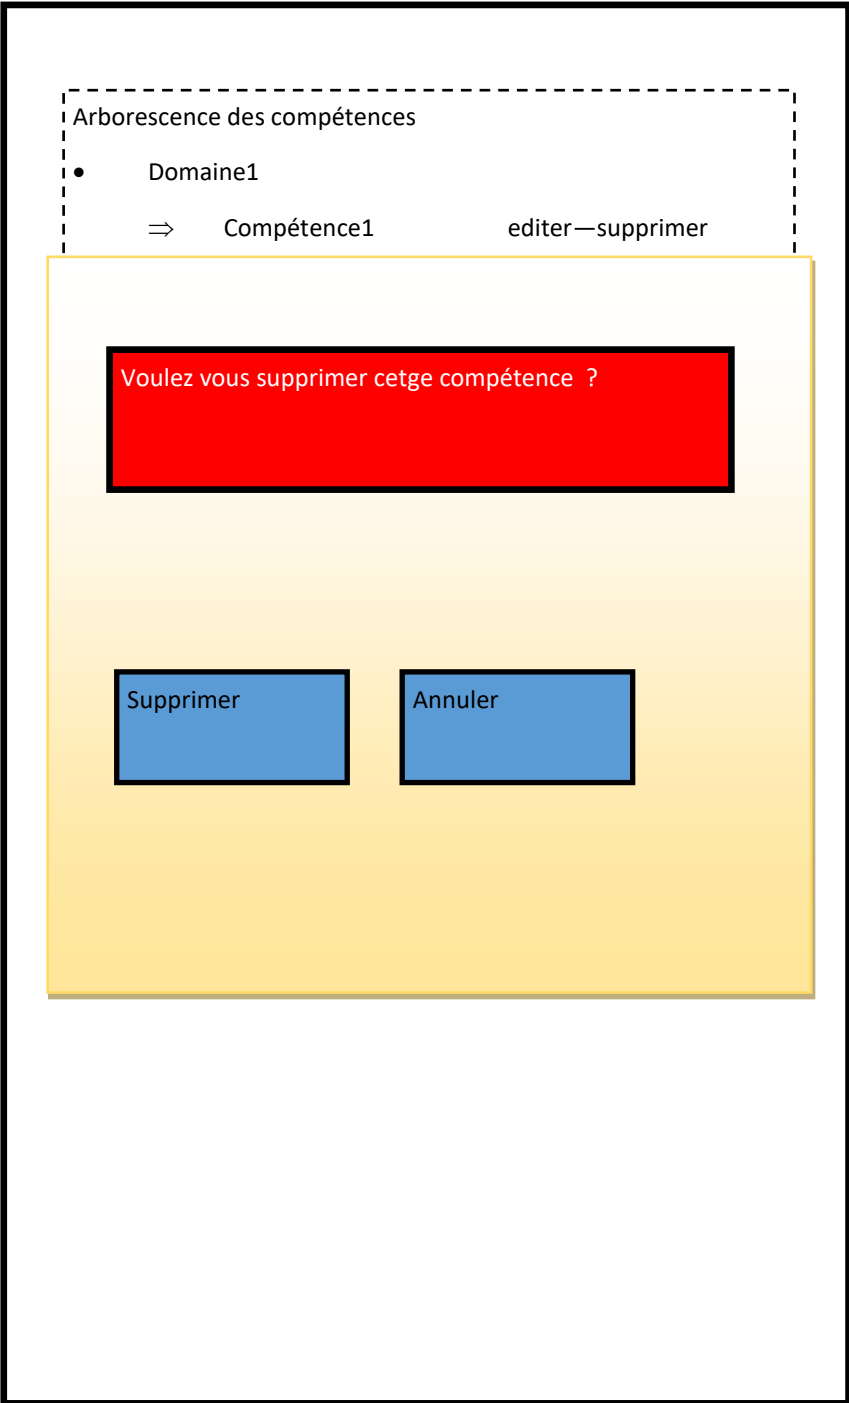 Arborescence des compétences
• Domaine1
⇒ Compétence1 editer—supprimer
Voulez vous supprimer cetge compétence ?
Supprimer
Annuler